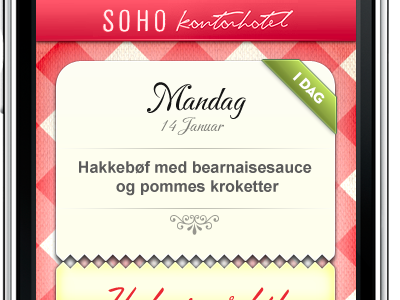 SOHO kontorhotel
I DAG
Mandag
14 Januar
Hakkebøf med bearnaisesauce
og pommes kroketter